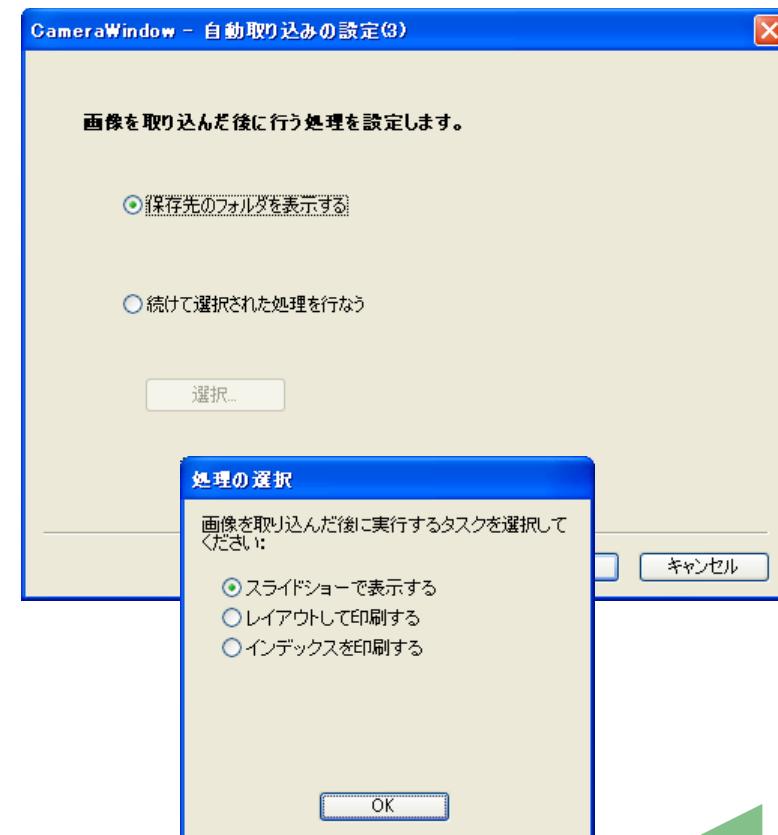 CameraWindow - 自動取り込みの設定(3)
画像を取り込んだ後に行う処理を設定します。
保存先のフォルダを表示する
続けて選択された処理を行なう
選択...
キャンセル
処理の選択
画像を取り込んだ後に実行するタスクを選択して
ください:
スライドショーで表示する
レイアウトして印刷する
インデックスを印刷する
OK